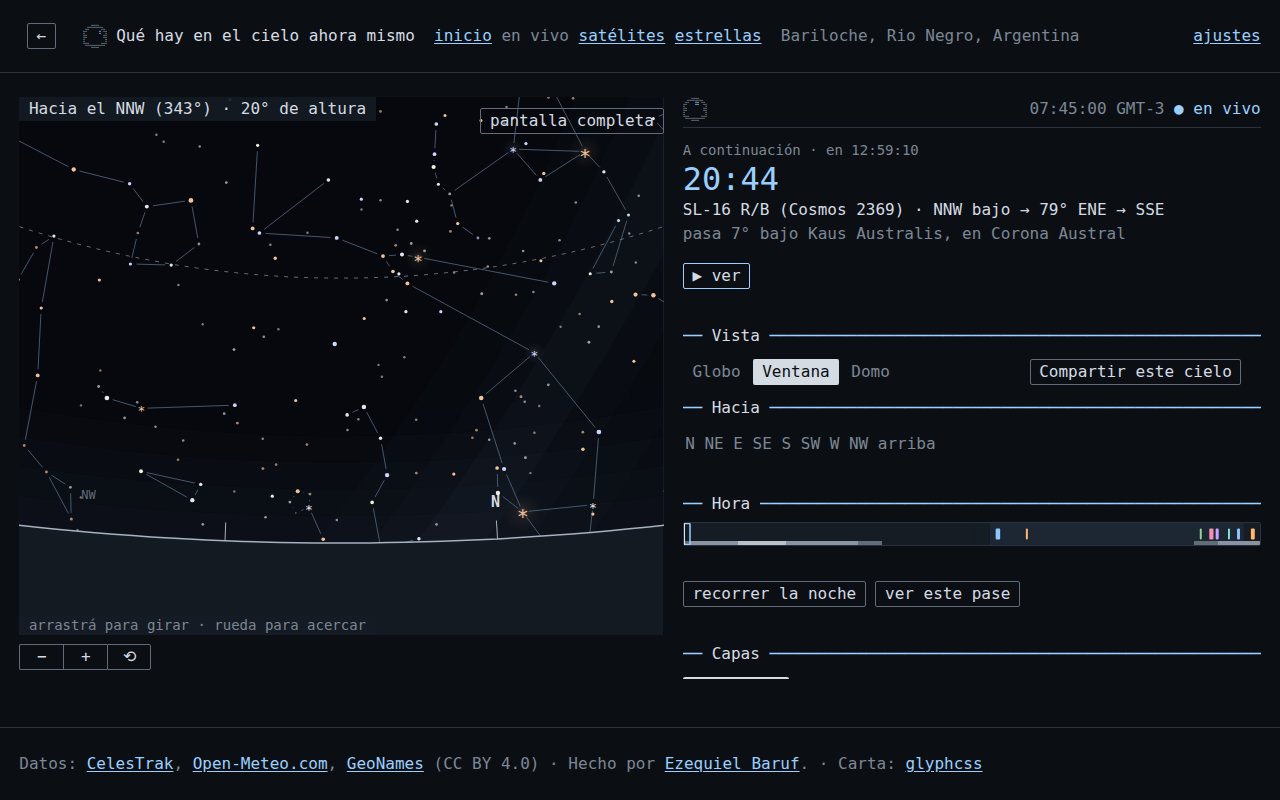 ← Qué hay en el cielo ahora mismo inicio en vivo satélites estrellas Bariloche, Rio Negro, Argentina ajustes
Hacia el NNW (343°) · 20° de altura
pantalla completa
NW
N
arrastrá para girar · rueda para acercar
− + ⟲
07:45:00 GMT-3 ● en vivo
A continuación · en 12:59:10
20:44
SL-16 R/B (Cosmos 2369) · NNW bajo → 79° ENE → SSE
pasa 7° bajo Kaus Australis, en Corona Austral
▶ ver
Vista
Globo Ventana Domo Compartir este cielo
Hacia
N NE E SE S SW W NW arriba
Hora
recorrer la noche ver este pase
Capas
Datos: CelesTrak, Open-Meteo.com, GeoNames (CC BY 4.0) · Hecho por Ezequiel Baruf. · Carta: glyphcss